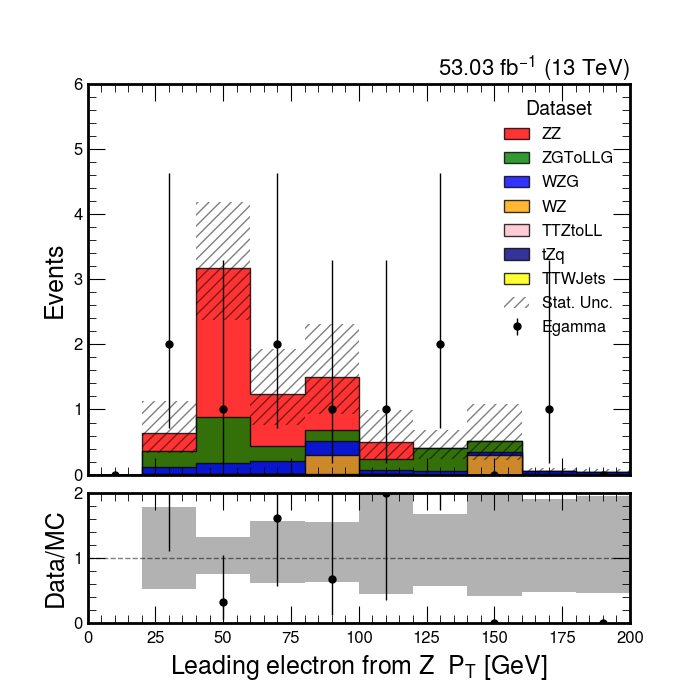 53.03 fb⁻¹ (13 TeV)
Events
6
5
4
3
2
1
0
Dataset
ZZ
ZGToLLG
WZG
WZ
TTZtoLL
tZq
TTWJets
Stat. Unc.
Egamma
Data/MC
2
1
0
0 25 50 75 100 125 150 175 200
Leading electron from Z P_T [GeV]